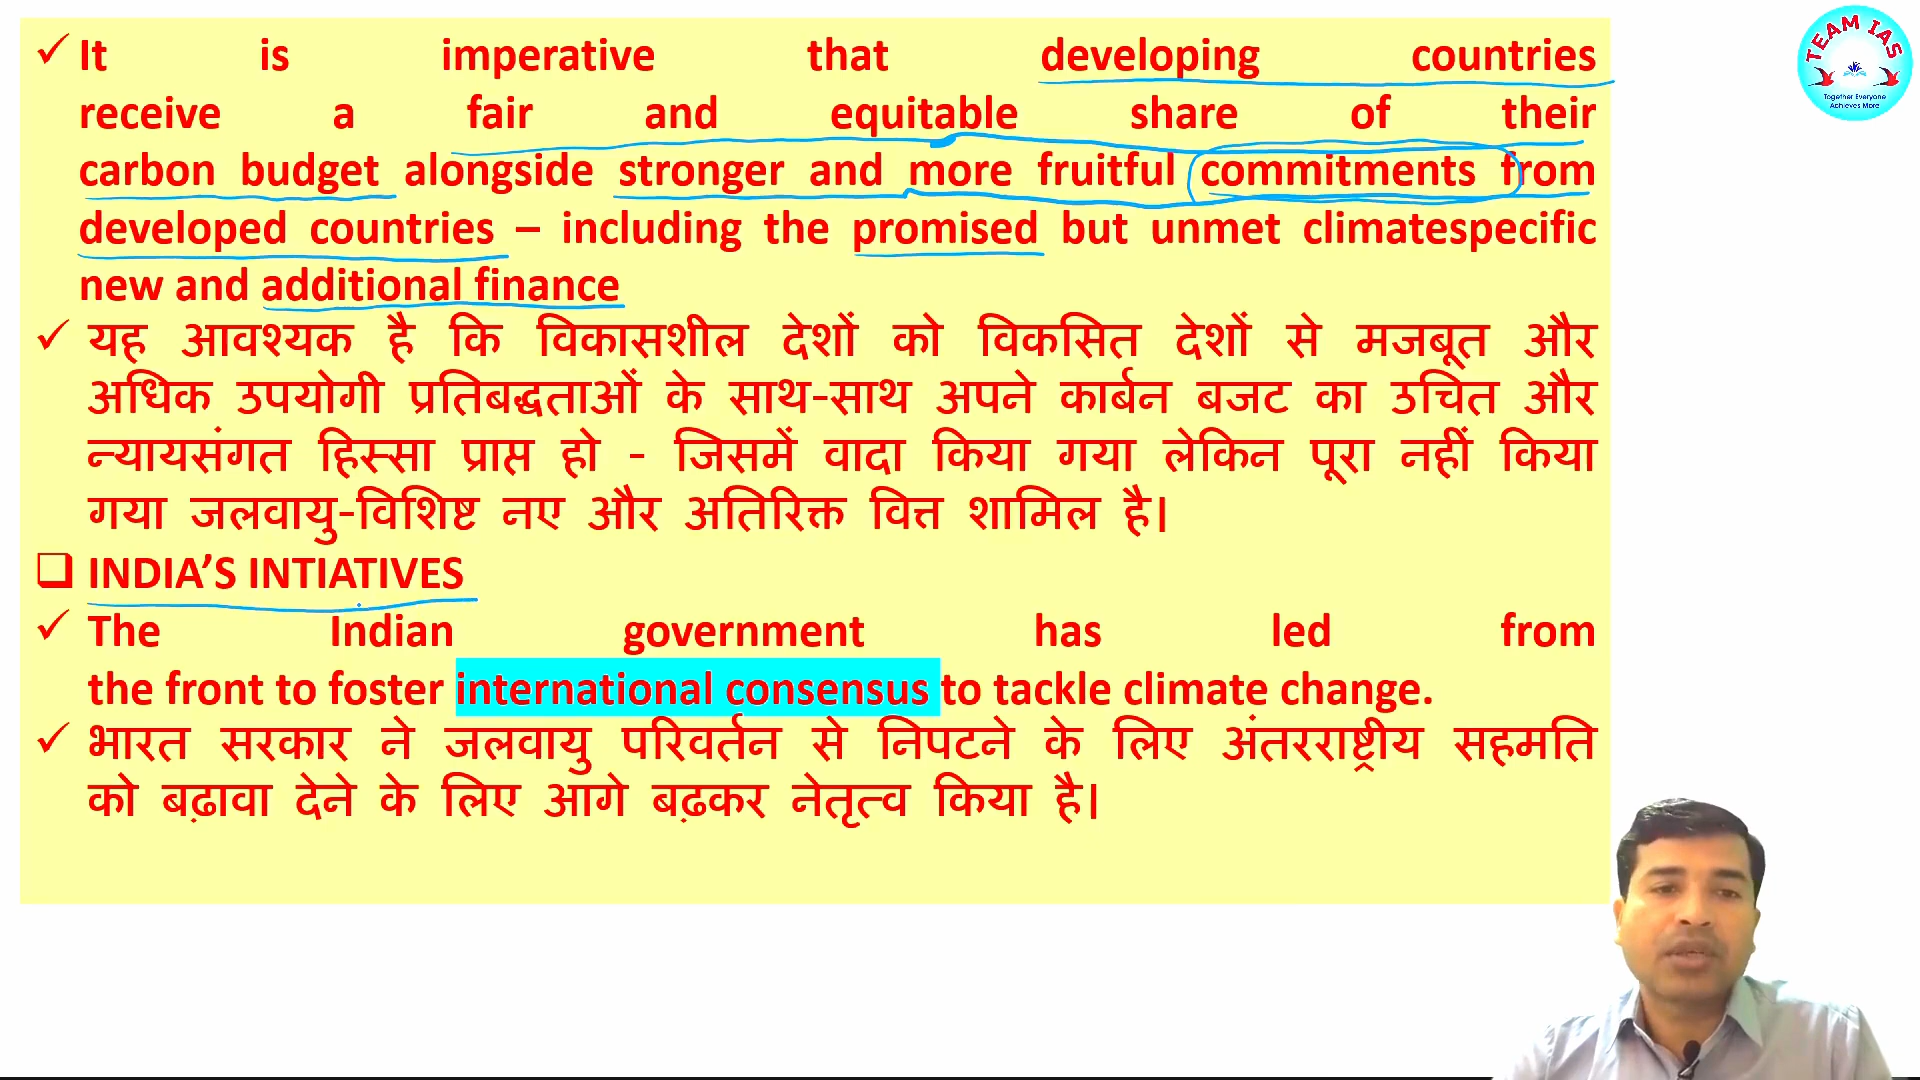 ✓ It is imperative that developing countries
receive a fair and equitable share of their
carbon budget alongside stronger and more fruitful commitments from
developed countries – including the promised but unmet climatespecific
new and additional finance
✓ यह आवश्यक है कि विकासशील देशों को विकसित देशों से मजबूत और
अधिक उपयोगी प्रतिबद्धताओं के साथ-साथ अपने कार्बन बजट का उचित और
न्यायसंगत हिस्सा प्राप्त हो - जिसमें वादा किया गया लेकिन पूरा नहीं किया
गया जलवायु-विशिष्ट नए और अतिरिक्त वित्त शामिल है।
❑ INDIA’S INTIATIVES
✓ The Indian government has led from
the front to foster international consensus to tackle climate change.
✓ भारत सरकार ने जलवायु परिवर्तन से निपटने के लिए अंतरराष्ट्रीय सहमति
को बढ़ावा देने के लिए आगे बढ़कर नेतृत्व किया है।
TEAM IAS
Together Everyone
Achieves More